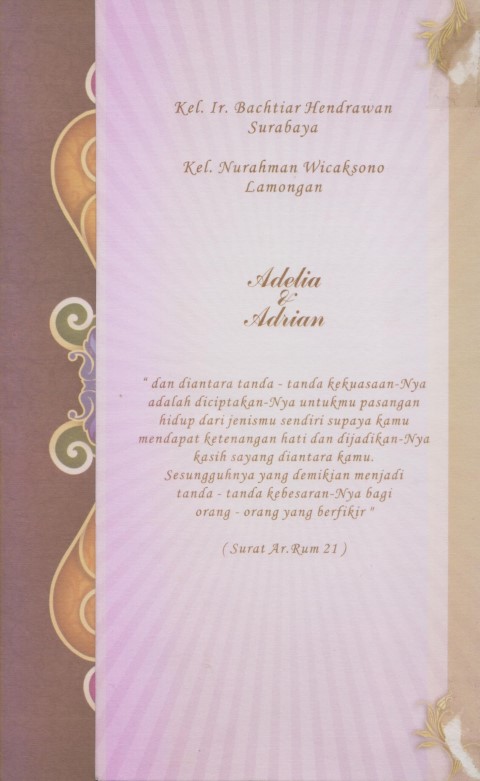 Kel. Ir. Bachtiar Hendrawan
Surabaya
Kel. Nurahman Wicaksono
Lamongan
Adelia
&
Adrian
" dan diantara tanda - tanda kekuasaan-Nya
adalah diciptakan-Nya untukmu pasangan
hidup dari jenismu sendiri supaya kamu
mendapat ketenangan hati dan dijadikan-Nya
kasih sayang diantara kamu.
Sesungguhnya yang demikian menjadi
tanda - tanda kebesaran-Nya bagi
orang - orang yang berfikir "
( Surat Ar.Rum 21 )